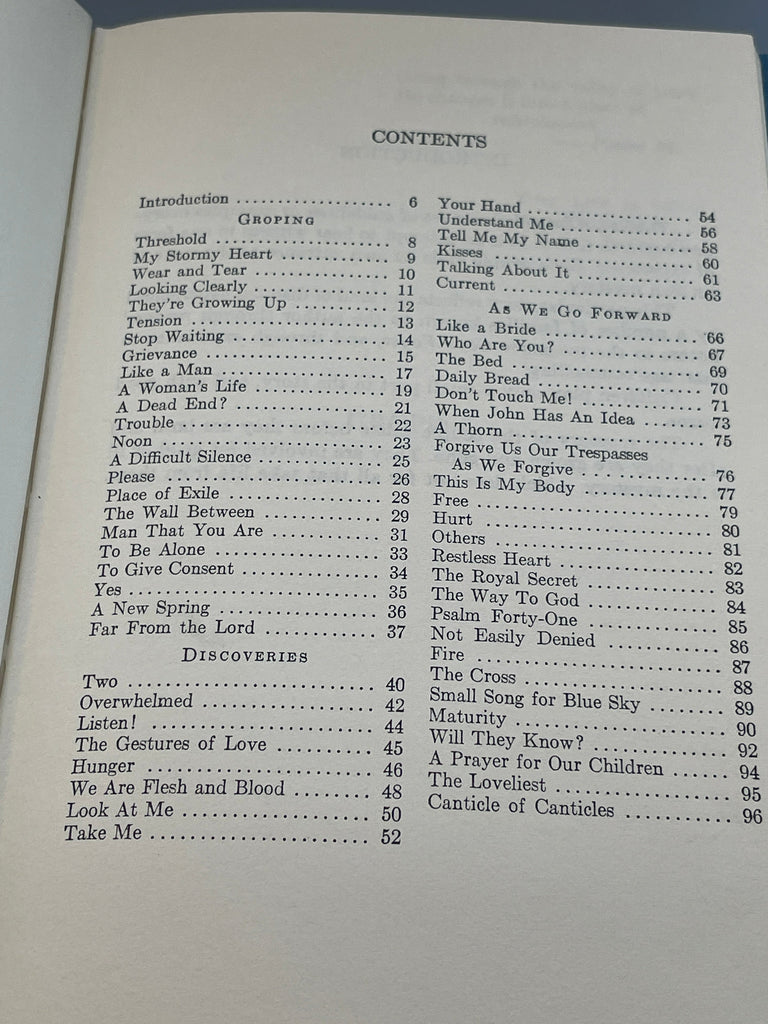 CONTENTS
Introduction ................... 6
GROPING
Threshold .................. 8
My Stormy Heart ............ 9
Wear and Tear .............. 10
Looking Clearly .............. 11
They're Growing Up .......... 12
Tension ..................... 13
Stop Waiting ................ 14
Grievance ................... 15
Like a Man .................. 17
A Woman's Life .............. 19
A Dead End? ................ 21
Trouble ..................... 22
Noon ....................... 23
A Difficult Silence ............ 25
Please ...................... 26
Place of Exile ................ 28
The Wall Between ............ 29
Man That You Are ........... 31
To Be Alone ................. 33
To Give Consent ............. 34
Yes ......................... 35
A New Spring ............... 36
Far From the Lord ........... 37
DISCOVERIES
Two ........................ 40
Overwhelmed ................ 42
Listen! ...................... 44
The Gestures of Love ......... 45
Hunger ..................... 46
We Are Flesh and Blood ...... 48
Look At Me ................. 50
Take Me .................... 52
Your Hand .................. 54
Understand Me .............. 56
Tell Me My Name ........... 58
Kisses ...................... 60
Talking About It ............. 61
Current ..................... 63
AS WE GO FORWARD
Like a Bride ................. 66
Who Are You? ............... 67
The Bed .................... 69
Daily Bread ................. 70
Don't Touch Me! ............. 71
When John Has An Idea ...... 73
A Thorn .................... 75
Forgive Us Our Trespasses
As We Forgive ............. 76
This Is My Body ............. 77
Free ........................ 79
Hurt ....................... 80
Others ...................... 81
Restless Heart ............... 82
The Royal Secret ............. 83
The Way To God ............ 84
Psalm Forty-One ............. 85
Not Easily Denied ........... 86
Fire ........................ 87
The Cross ................... 88
Small Song for Blue Sky ...... 89
Maturity .................... 90
Will They Know? ............ 92
A Prayer for Our Children ...... 94
The Loveliest ................ 95
Canticle of Canticles .......... 96